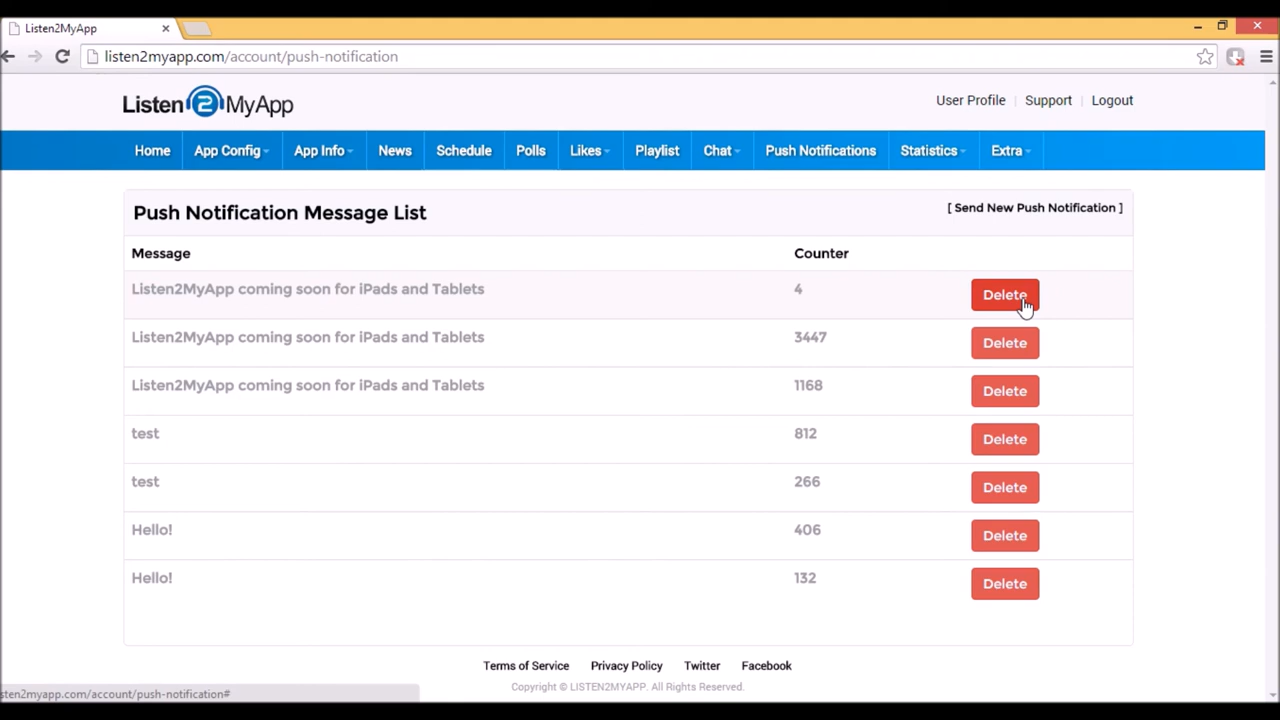 Listen2MyApp
listen2myapp.com/account/push-notification
Listen 2 MyApp
User Profile | Support | Logout
Home App Config App Info News Schedule Polls Likes Playlist Chat Push Notifications Statistics Extra
Push Notification Message List [ Send New Push Notification ]
Message Counter
Listen2MyApp coming soon for iPads and Tablets 4 Delete
Listen2MyApp coming soon for iPads and Tablets 3447 Delete
Listen2MyApp coming soon for iPads and Tablets 1168 Delete
test 812 Delete
test 266 Delete
Hello! 406 Delete
Hello! 132 Delete
Terms of Service Privacy Policy Twitter Facebook
Copyright © LISTEN2MYAPP. All Rights Reserved.
sten2myapp.com/account/push-notification#